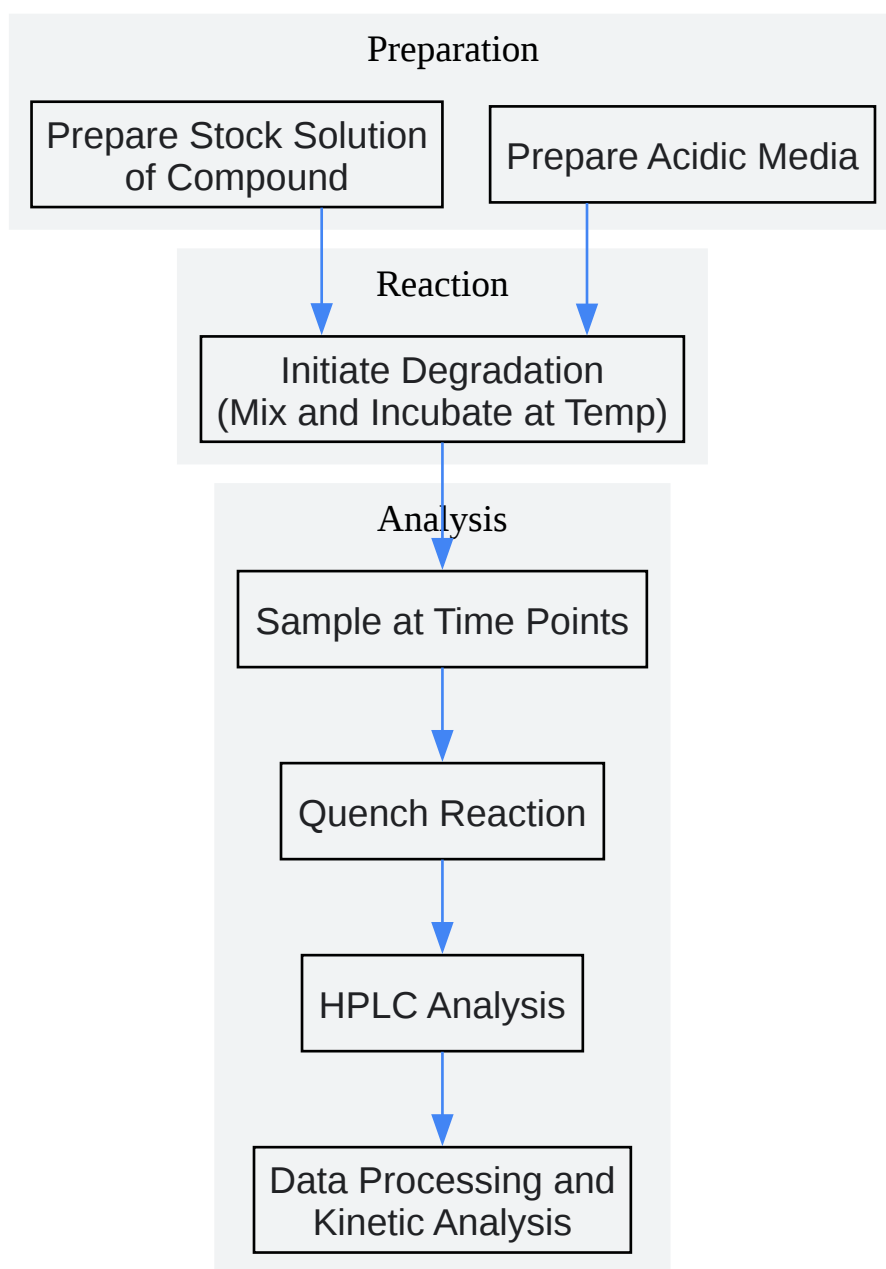 Preparation
Prepare Stock Solution
of Compound
Prepare Acidic Media
Reaction
Initiate Degradation
(Mix and Incubate at Temp)
Analysis
Sample at Time Points
Quench Reaction
HPLC Analysis
Data Processing and
Kinetic Analysis